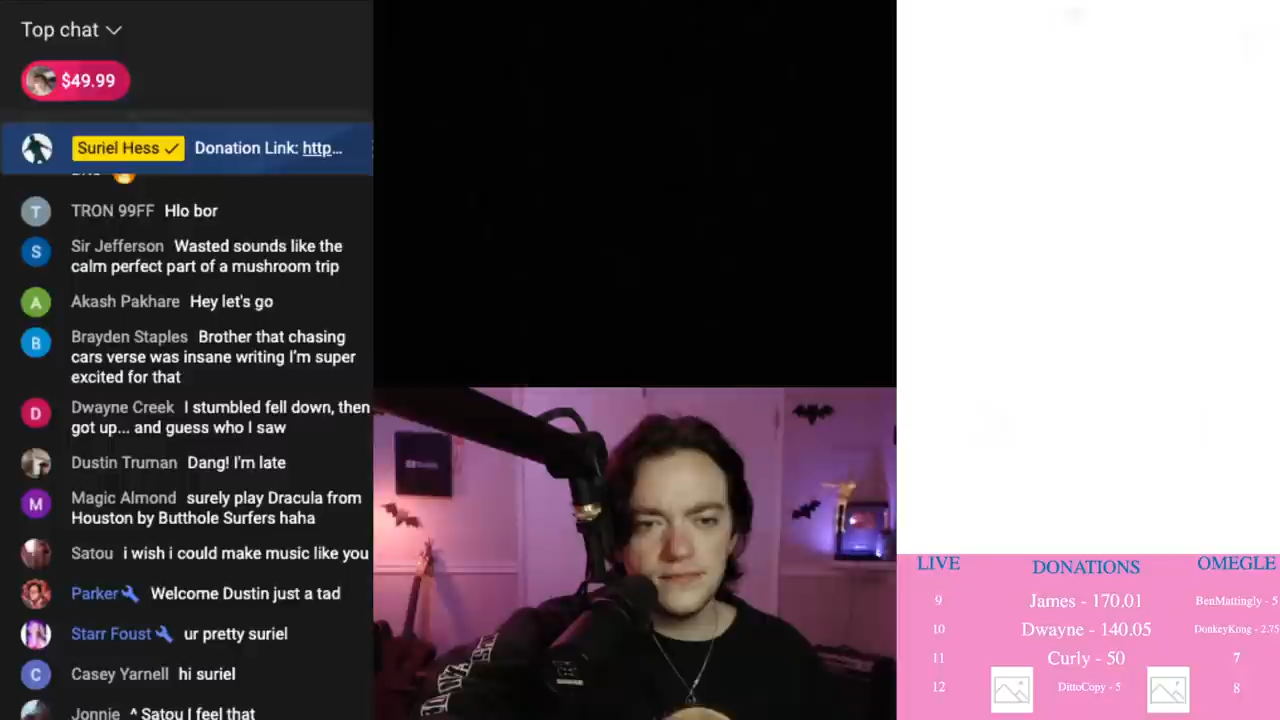 Top chat
$49.99
Suriel Hess Donation Link: http...
TRON 99FF Hlo bor
Sir Jefferson Wasted sounds like the
calm perfect part of a mushroom trip
Akash Pakhare Hey let's go
Brayden Staples Brother that chasing
cars verse was insane writing I'm super
excited for that
Dwayne Creek I stumbled fell down, then
got up... and guess who I saw
Dustin Truman Dang! I'm late
Magic Almond surely play Dracula from
Houston by Butthole Surfers haha
Satou i wish i could make music like you
Parker Welcome Dustin just a tad
Starr Foust ur pretty suriel
Casey Yarnell hi suriel
Jonnie ^ Satou I feel that
T
S
A
B
D
M
C
LIVE
9
10
11
12
DONATIONS
James - 170.01
Dwayne - 140.05
Curly - 50
DittoCopy - 5
OMEGLE
BenMattingly - 5
DonkeyKong - 2.75
7
8